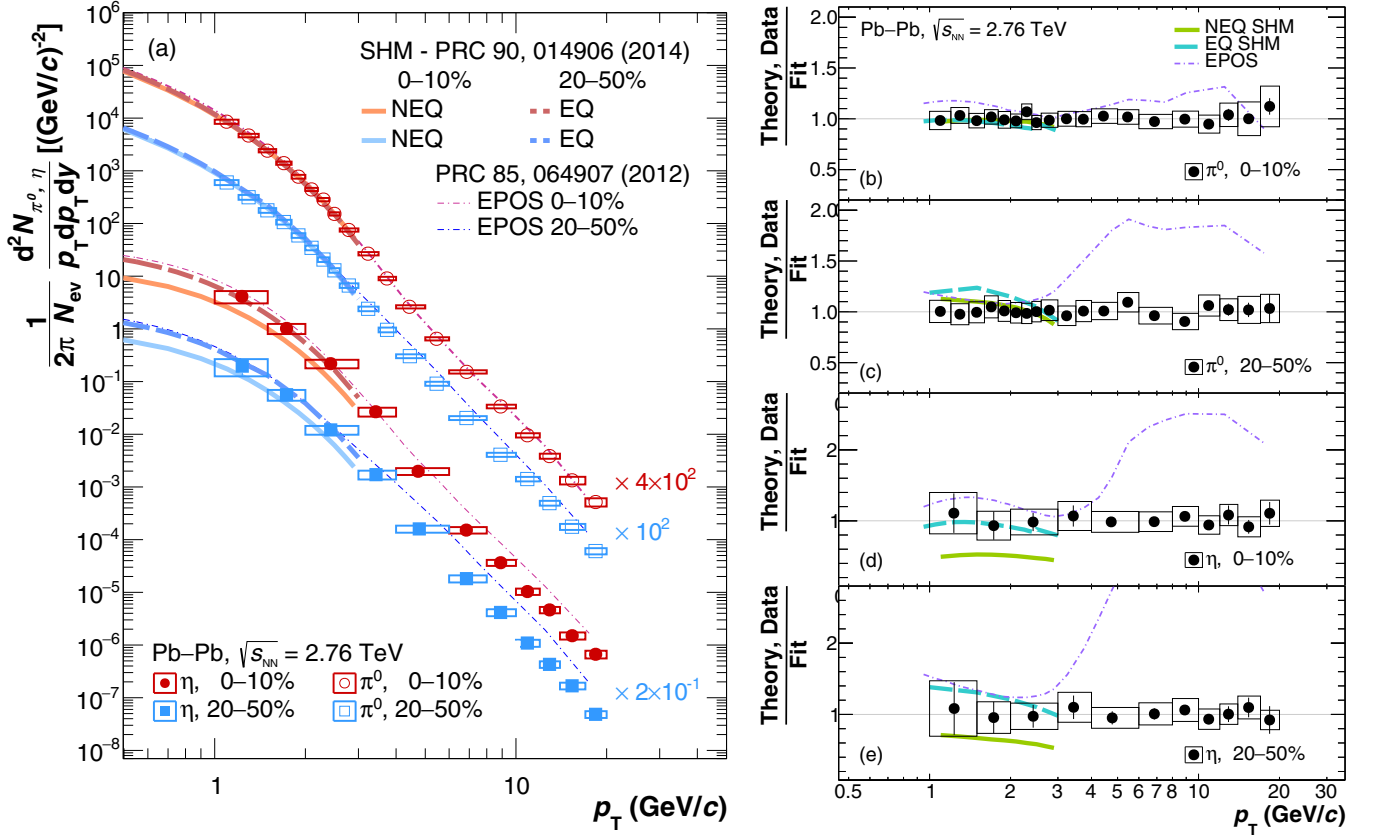 (a)
SHM - PRC 90, 014906 (2014)
0–10% 20–50%
NEQ EQ
NEQ EQ
PRC 85, 064907 (2012)
EPOS 0–10%
EPOS 20–50%
× 4×10²
× 10²
× 2×10⁻¹
Pb–Pb, √s_NN = 2.76 TeV
η, 0–10% π⁰, 0–10%
η, 20–50% π⁰, 20–50%
10⁶
10⁵
10⁴
10³
10²
10
1
10⁻¹
10⁻²
10⁻³
10⁻⁴
10⁻⁵
10⁻⁶
10⁻⁷
10⁻⁸
1/(2π N_ev) d²N_π⁰, η/(p_T dp_T dy) [(GeV/c)⁻²]
1 10
p_T (GeV/c)
Theory, Data
Fit
2.0
1.5
1.0
0.5
Pb–Pb, √s_NN = 2.76 TeV
NEQ SHM
EQ SHM
EPOS
(b)
π⁰, 0–10%
Theory, Data
Fit
2.0
1.5
1.0
0.5
(c)
π⁰, 20–50%
Theory, Data
Fit
2
1
(d)
η, 0–10%
Theory, Data
Fit
2
1
(e)
η, 20–50%
0.5 1 2 3 4 5 6 7 8 10 20 30
p_T (GeV/c)